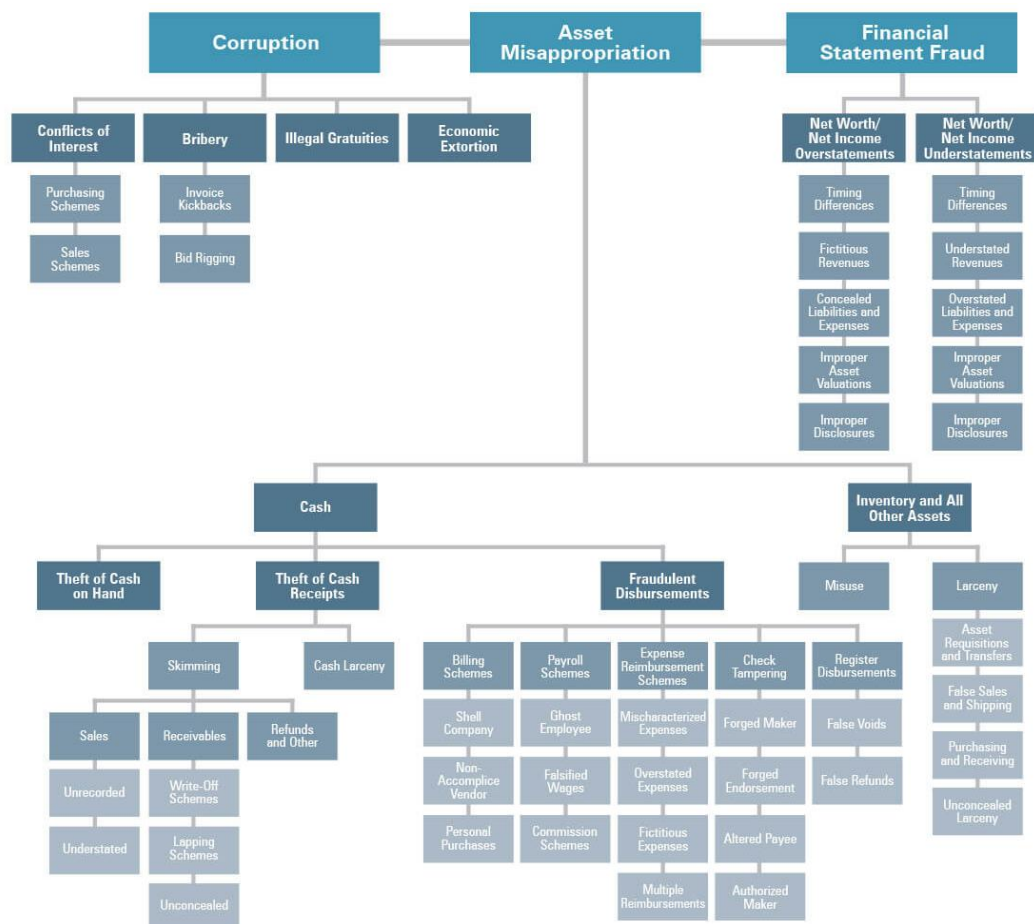 Corruption
Asset
Misappropriation
Financial
Statement Fraud
Conflicts of
Interest
Bribery
Illegal Gratuities
Economic
Extortion
Net Worth/
Net Income
Overstatements
Net Worth/
Net Income
Understatements
Purchasing
Schemes
Invoice
Kickbacks
Timing
Differences
Timing
Differences
Sales
Schemes
Bid Rigging
Fictitious
Revenues
Understated
Revenues
Concealed
Liabilities and
Expenses
Overstated
Liabilities and
Expenses
Improper
Asset
Valuations
Improper
Asset
Valuations
Improper
Disclosures
Improper
Disclosures
Cash
Inventory and All
Other Assets
Theft of Cash
on Hand
Theft of Cash
Receipts
Fraudulent
Disbursements
Misuse
Larceny
Skimming
Cash Larceny
Billing
Schemes
Payroll
Schemes
Expense
Reimbursement
Schemes
Check
Tampering
Register
Disbursements
Asset
Requisitions
and Transfers
Sales
Receivables
Refunds
and Other
Shell
Company
Ghost
Employee
Mischaracterized
Expenses
Forged Maker
False Voids
False Sales
and Shipping
Unrecorded
Write-Off
Schemes
Non-
Accomplice
Vendor
Falsified
Wages
Overstated
Expenses
Forged
Endorsement
False Refunds
Purchasing
and Receiving
Understated
Lapping
Schemes
Personal
Purchases
Commission
Schemes
Fictitious
Expenses
Altered Payee
Unconcealed
Larceny
Unconcealed
Multiple
Reimbursements
Authorized
Maker